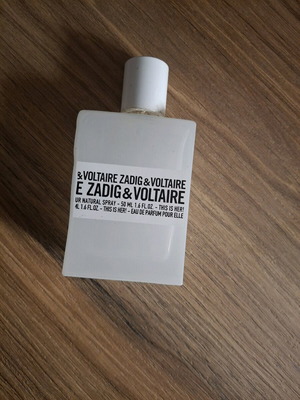 &VOLTAIRE ZADIG&VOLTAIRE
E ZADIG&VOLTAIRE
UR NATURAL SPRAY - 50 ML 1.6 FL.OZ. - THIS IS HER!
4L 1.6 FL.OZ. - THIS IS HER! - EAU DE PARFUM POUR ELLE